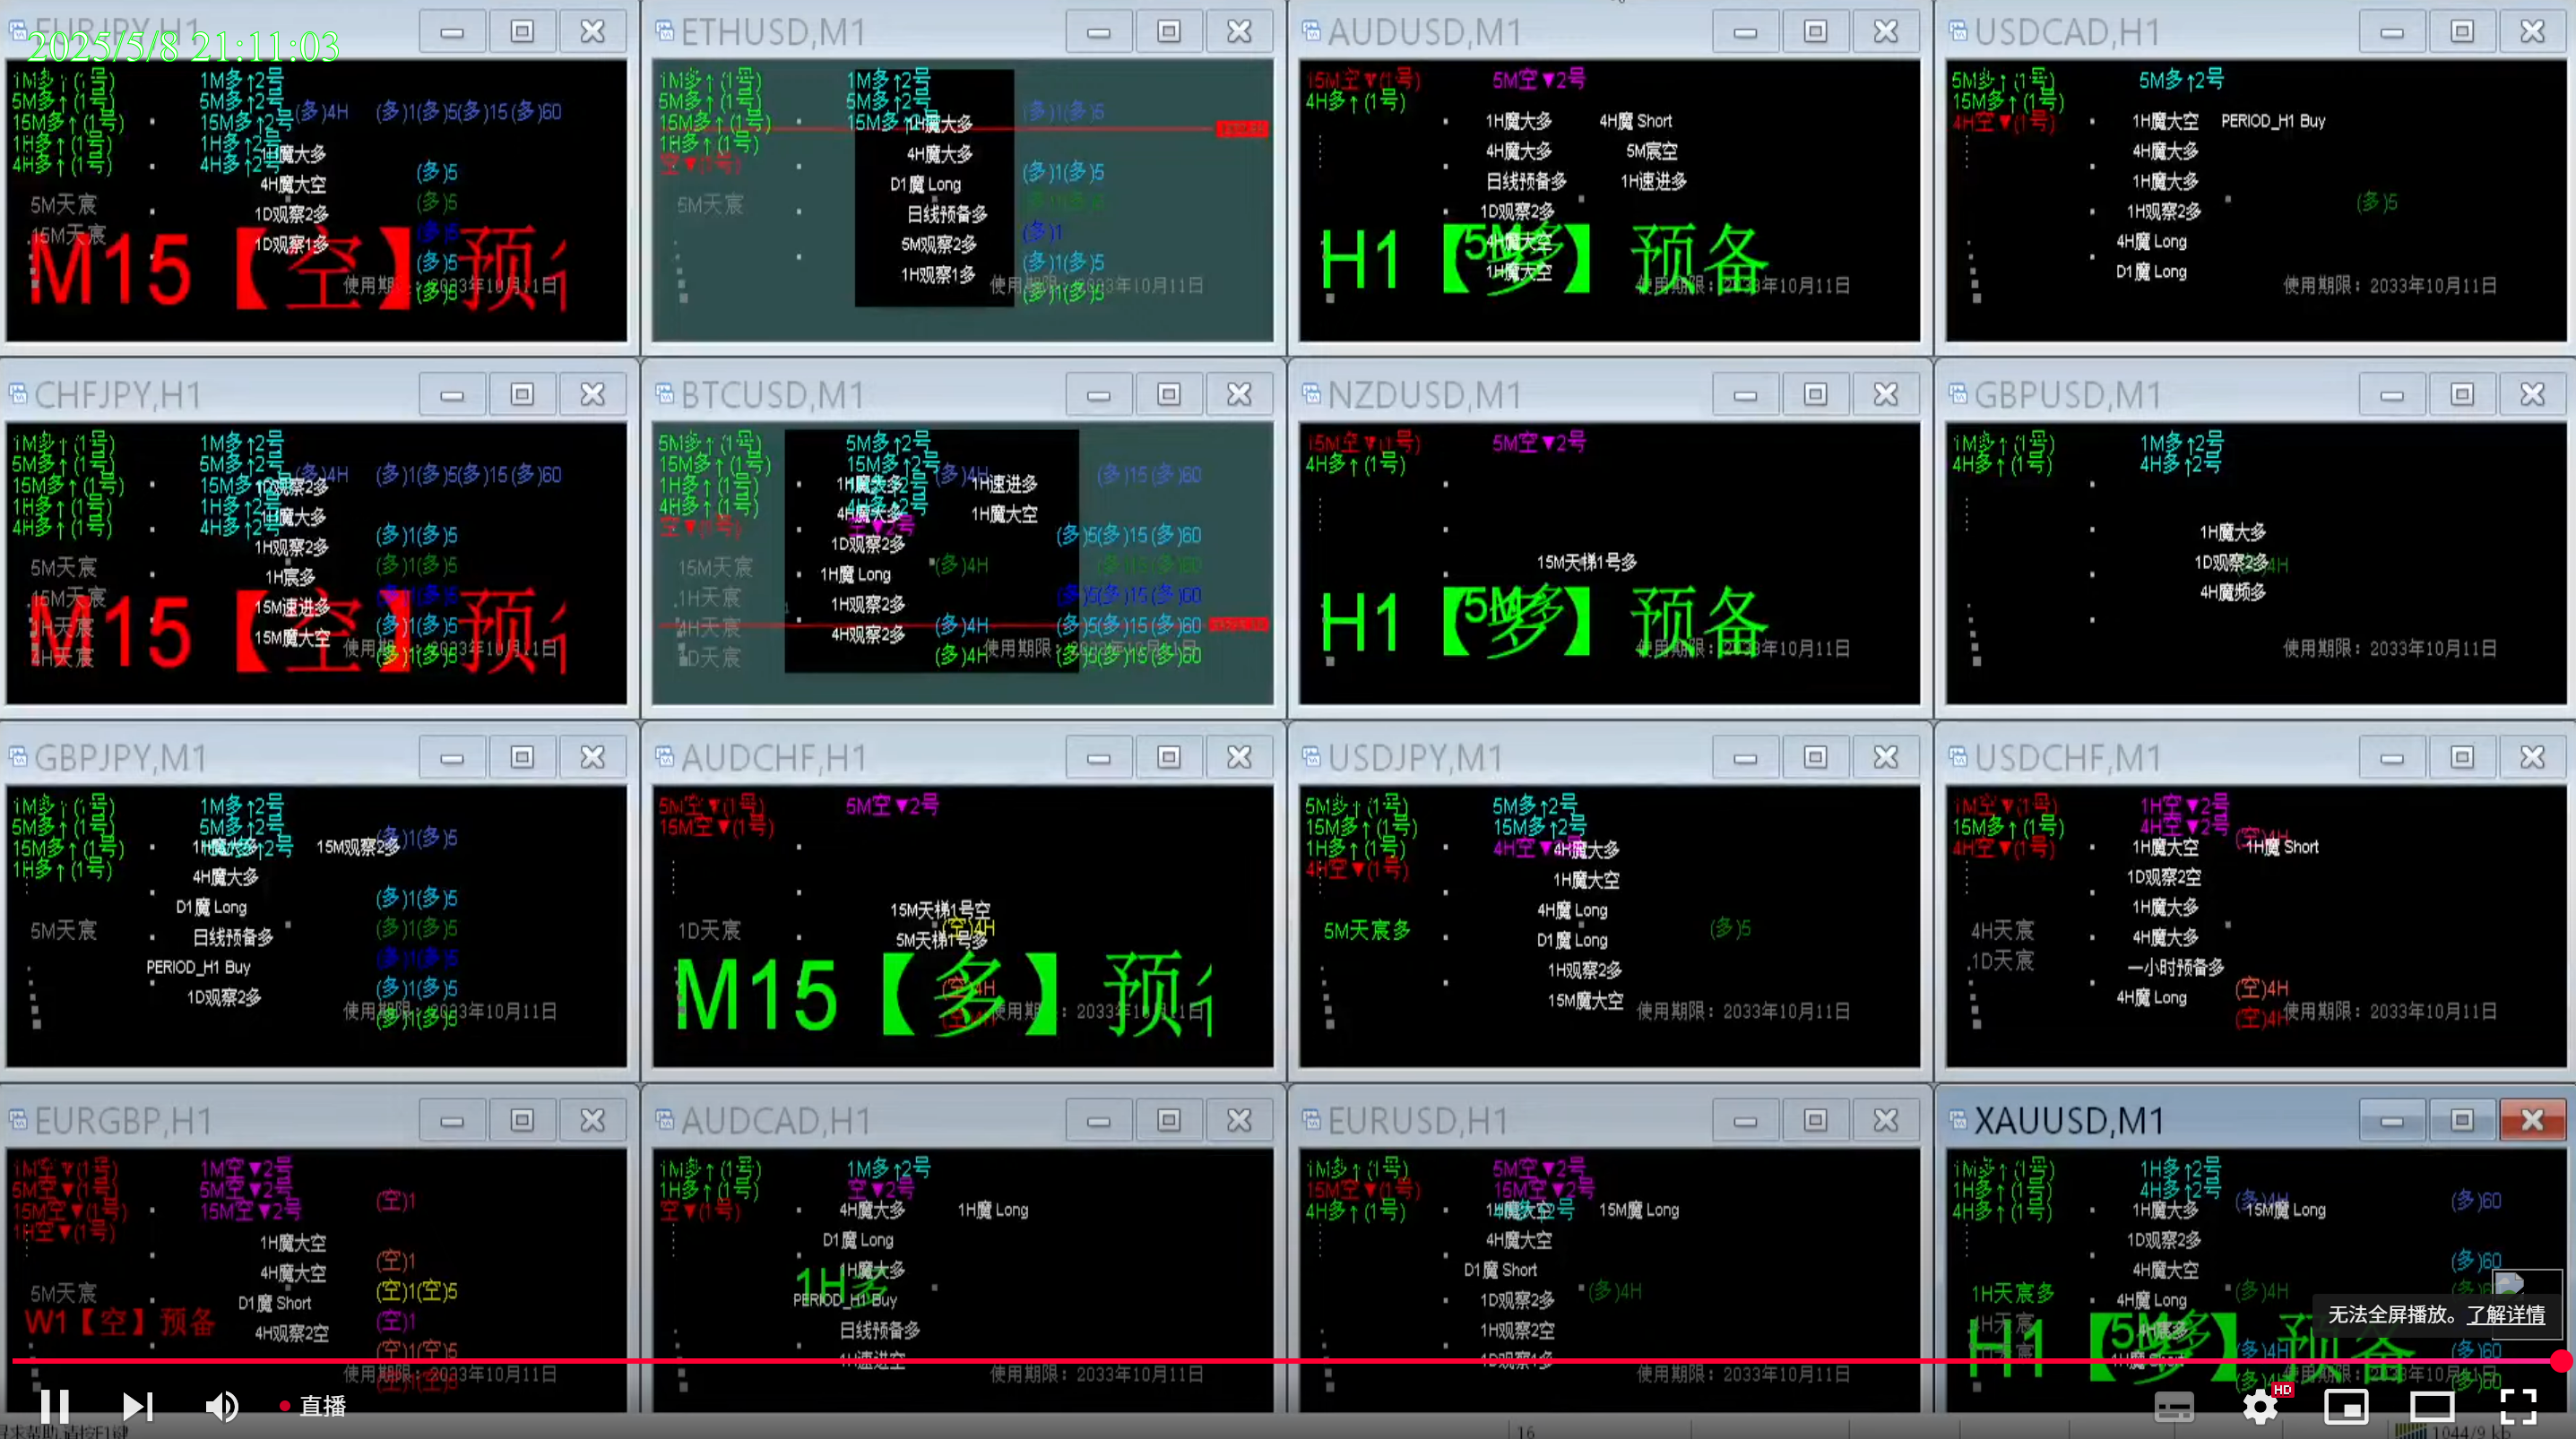 EURJPY,H1
2025/5/8 21:11:03
1M多↑(1号) 1M多↑2号
5M多↑(1号) 5M多↑2号 (多)4H (多)1(多)5(多)15(多)60
15M多↑(1号) 15M多↑2号
1H多↑(1号) 1H多↑2号
4H多↑(1号) 4H多↑2号
1H魔大多
4H魔大空 (多)5
5M天宸 (多)5
15M天宸 1D观察2多 (多)5
1D观察1多 (多)5
M15【空】预
使用期限：2033年10月11日
(多)5
ETHUSD,M1
1M多↑(1号) 1M多↑2号
5M多↑(1号) 5M多↑2号 (多)1(多)5
15M多↑(1号) 15M多↑2号
1H魔大多
1H多↑(1号)
空▼(1号) 4H魔大多
D1魔 Long (多)1(多)5
5M天宸 日线预备多 (多)1(多)5
5M观察2多 (多)1
1H观察1多 (多)1(多)5
使用期限：2033年10月11日
(多)1(多)5
AUDUSD,M1
15M空▼(1号) 5M空▼2号
4H多↑(1号)
1H魔大多 4H魔 Short
4H魔大多 5M宸空
日线预备多 1H速进多
1D观察2多
4H魔大空
1H魔大空
H1【多】预备
5M多
使用期限：2033年10月11日
USDCAD,H1
5M多↑(1号) 5M多↑2号
15M多↑(1号)
4H空▼(1号) 1H魔大空 PERIOD_H1 Buy
4H魔大多
1H魔大多
1H观察2多 (多)5
4H魔 Long
D1魔 Long
使用期限：2033年10月11日
CHFJPY,H1
1M多↑(1号) 1M多↑2号
5M多↑(1号) 5M多↑2号 (多)4H (多)1(多)5(多)15(多)60
15M多↑(1号) 15M多↑2号
1D观察2多
1H多↑(1号) 1H多↑2号
1H魔大多
4H多↑(1号) 4H多↑2号
1H观察2多 (多)1(多)5
5M天宸 1H宸多 (多)1(多)5
15M天宸 15M速进多 (多)1(多)5
1H天宸 15M魔大空 (多)1(多)5
4H天宸
M15【空】预
使用期限：2033年10月11日
(多)1(多)5
BTCUSD,M1
5M多↑(1号) 5M多↑2号
15M多↑(1号) 15M多↑2号 (多)4H (多)15(多)60
1H多↑(1号) 1H魔大多 1H速进多
4H多↑(1号) 4H多↑2号
4H魔大多 1H魔大空
空▼(1号) 空▼2号
1D观察2多 (多)5(多)15(多)60
15M天宸 1H魔 Long (多)4H (多)15(多)60
1H天宸 1H观察2多 (多)5(多)15(多)60
4H天宸 4H观察2多 (多)4H (多)5(多)15(多)60
D天宸 (多)4H (多)5(多)15(多)60
使用期限：
NZDUSD,M1
15M空▼(1号) 5M空▼2号
4H多↑(1号)
15M天梯1号多
H1【多】预备
5M多
使用期限：2033年10月11日
GBPUSD,M1
1M多↑(1号) 1M多↑2号
4H多↑(1号) 4H多↑2号
1H魔大多
1D观察2多 (多)4H
4H魔频多
使用期限：2033年10月11日
GBPJPY,M1
1M多↑(1号) 1M多↑2号
5M多↑(1号) 5M多↑2号 (多)1(多)5
15M多↑(1号) 15M多↑2号
1H魔大多 15M观察2多
1H多↑(1号)
4H魔大多
D1魔 Long (多)1(多)5
5M天宸 日线预备多 (多)1(多)5
PERIOD_H1 Buy (多)1(多)5
1D观察2多 (多)1(多)5
使用期限：2033年10月11日
(多)1(多)5
AUDCHF,H1
5M空▼(1号) 5M空▼2号
15M空▼(1号)
15M天梯1号空
1D天宸 (空)4H
5M天梯1号多
M15【多】预
(空)4H
(空)4H
使用期限：2033年10月11日
USDJPY,M1
5M多↑(1号) 5M多↑2号
15M多↑(1号) 15M多↑2号
1H多↑(1号) 4H空▼2号
4H魔大多
4H空▼(1号)
1H魔大空
4H魔 Long
5M天宸多 (多)5
D1魔 Long
1H观察2多
15M魔大空
使用期限：2033年10月11日
USDCHF,M1
1M空▼(1号) 1H空▼2号
15M多↑(1号) 4H空▼2号 (空)4H
4H空▼(1号) 1H魔大空 1H魔 Short
1D观察2空
1H魔大多
4H天宸 4H魔大多
1D天宸 一小时预备多
4H魔 Long (空)4H
(空)4H
使用期限：2033年10月11日
EURGBP,H1
1M空▼(1号) 1M空▼2号
5M空▼(1号) 5M空▼2号 (空)1
15M空▼(1号) 15M空▼2号
1H空▼(1号)
1H魔大空 (空)1
4H魔大空
5M天宸 D1魔 Short (空)1(空)5
W1【空】预备 (空)1
4H观察2空 (空)1(空)5
使用期限：2033年10月11日
AUDCAD,H1
1M多↑(1号) 1M多↑2号
1H多↑(1号) 空▼2号
空▼(1号) 4H魔大多 1H魔 Long
D1魔 Long
1H魔大多
1H多
PERIOD_H1 Buy
日线预备多
1H速进空
使用期限：2033年10月11日
EURUSD,H1
1M多↑(1号) 5M空▼2号
15M空▼(1号) 15M空▼2号
4H多↑(1号) 1H魔大空 15M魔 Long
4H魔大空
D1魔 Short
1D观察2多 (多)4H
1H观察2空
1D观察1多
使用期限：2033年10月11日
XAUUSD,M1
1M多↑(1号) 1H多↑2号
1H多↑(1号) 4H多↑2号 (多)4H (多)60
4H多↑(1号) 1H魔大多 15M魔 Long
1D观察2多
4H魔大空 (多)60
1H天宸多 4H魔 Long (多)4H
4H天宸
无法全屏播放。了解详情
H1【多】预备
5M多
(多)4H (多)60
使用期限：2033年10月11日
直播
HD
16
1044/9 kb